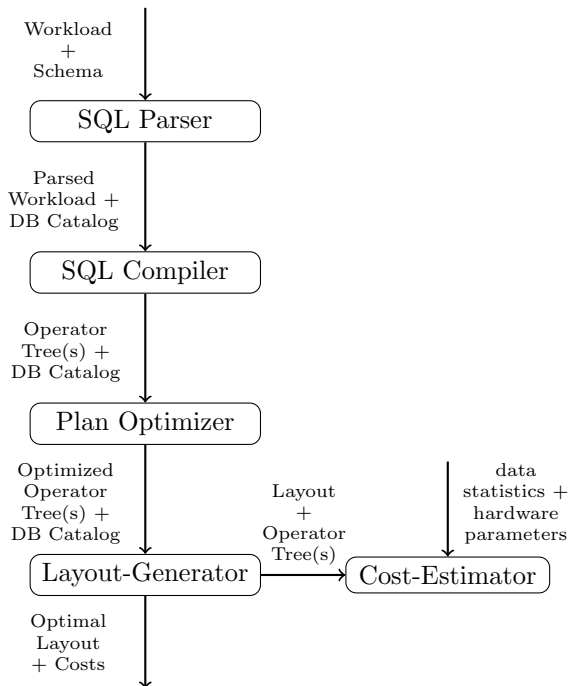 Workload
+
Schema
SQL Parser
Parsed
Workload +
DB Catalog
SQL Compiler
Operator
Tree(s) +
DB Catalog
Plan Optimizer
Optimized
Operator
Tree(s) +
DB Catalog
Layout
+
Operator
Tree(s)
data
statistics +
hardware
parameters
Layout-Generator
Cost-Estimator
Optimal
Layout
+ Costs